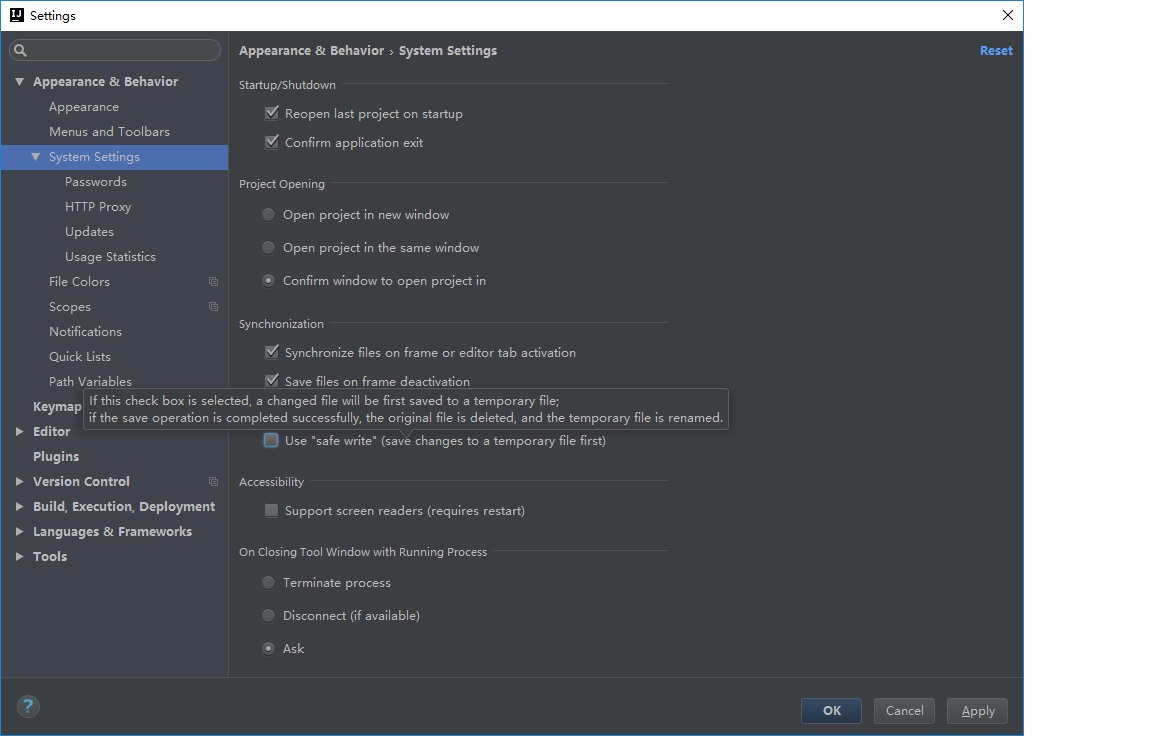 Settings
Appearance & Behavior › System Settings
Reset
Appearance & Behavior
Appearance
Menus and Toolbars
System Settings
Passwords
HTTP Proxy
Updates
Usage Statistics
File Colors
Scopes
Notifications
Quick Lists
Path Variables
Keymap
Editor
Plugins
Version Control
Build, Execution, Deployment
Languages & Frameworks
Tools
Startup/Shutdown
Reopen last project on startup
Confirm application exit
Project Opening
Open project in new window
Open project in the same window
Confirm window to open project in
Synchronization
Synchronize files on frame or editor tab activation
Save files on frame deactivation
If this check box is selected, a changed file will be first saved to a temporary file;
if the save operation is completed successfully, the original file is deleted, and the temporary file is renamed.
Use "safe write" (save changes to a temporary file first)
Accessibility
Support screen readers (requires restart)
On Closing Tool Window with Running Process
Terminate process
Disconnect (if available)
Ask
?
OK
Cancel
Apply